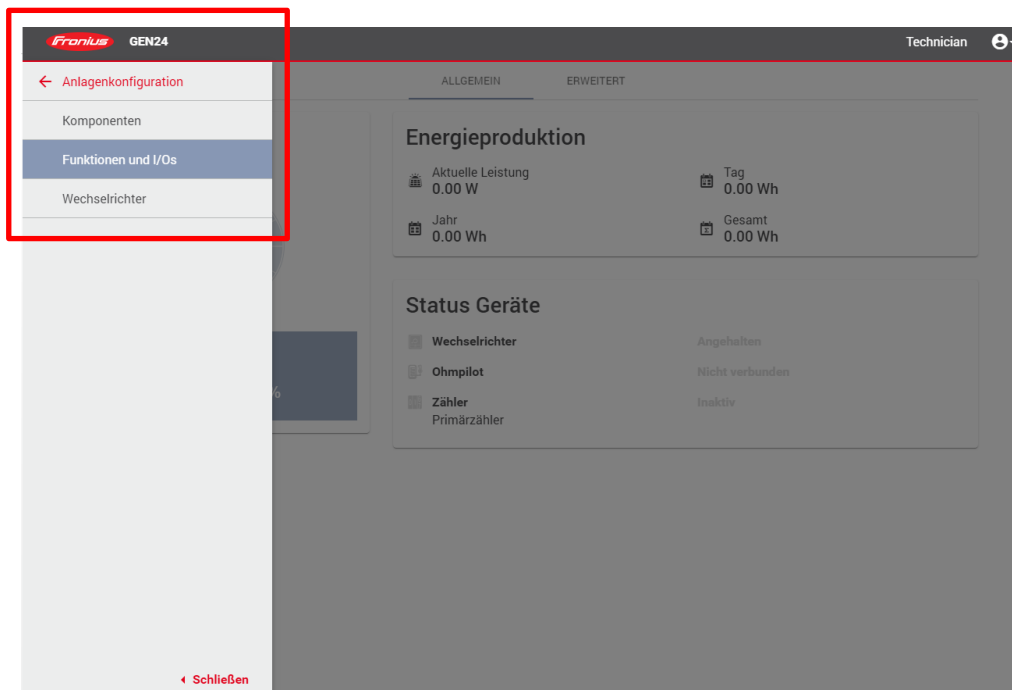 Fronius GEN24
Technician
Anlagenkonfiguration
Komponenten
Funktionen und I/Os
Wechselrichter
Schließen
ALLGEMEIN
ERWEITERT
Energieproduktion
Aktuelle Leistung
0.00 W
Tag
0.00 Wh
Jahr
0.00 Wh
Gesamt
0.00 Wh
Status Geräte
Wechselrichter
Angehalten
Ohmpilot
Nicht verbunden
Zähler
Inaktiv
Primärzähler
%